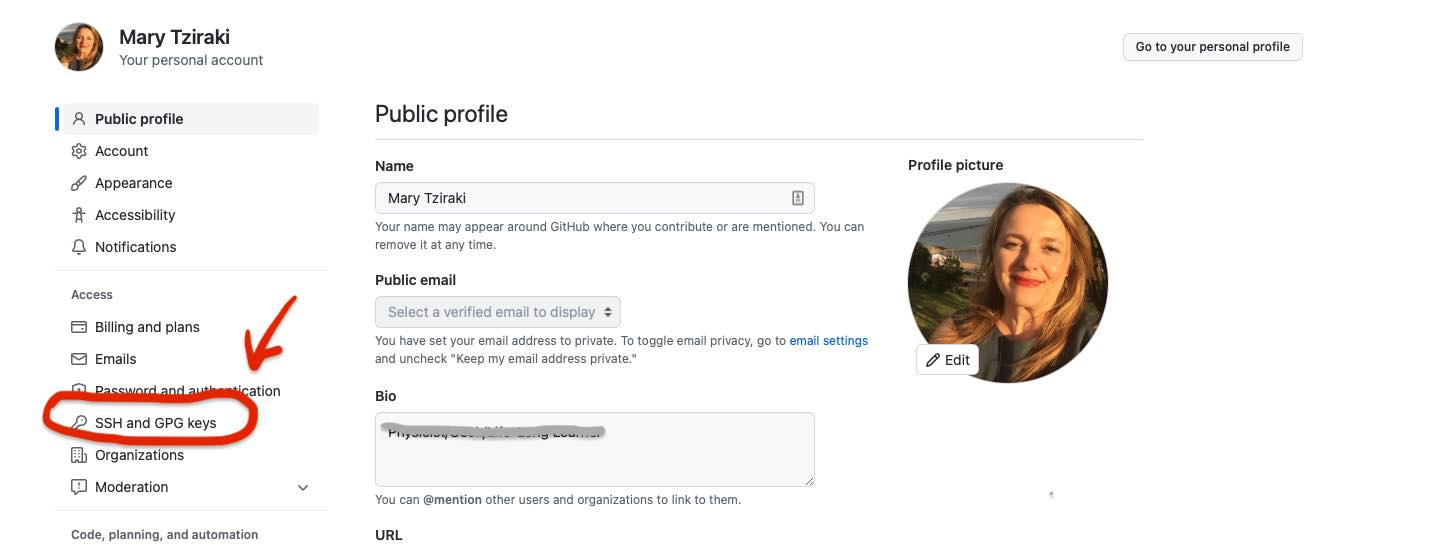 Mary Tziraki
Your personal account
Go to your personal profile
Public profile
Account
Appearance
Accessibility
Notifications
Access
Billing and plans
Emails
Password and authentication
SSH and GPG keys
Organizations
Moderation
Code, planning, and automation
Public profile
Name
Mary Tziraki
Your name may appear around GitHub where you contribute or are mentioned. You can
remove it at any time.
Public email
Select a verified email to display
You have set your email address to private. To toggle email privacy, go to email settings
and uncheck "Keep my email address private."
Bio
You can @mention other users and organizations to link to them.
URL
Profile picture
Edit